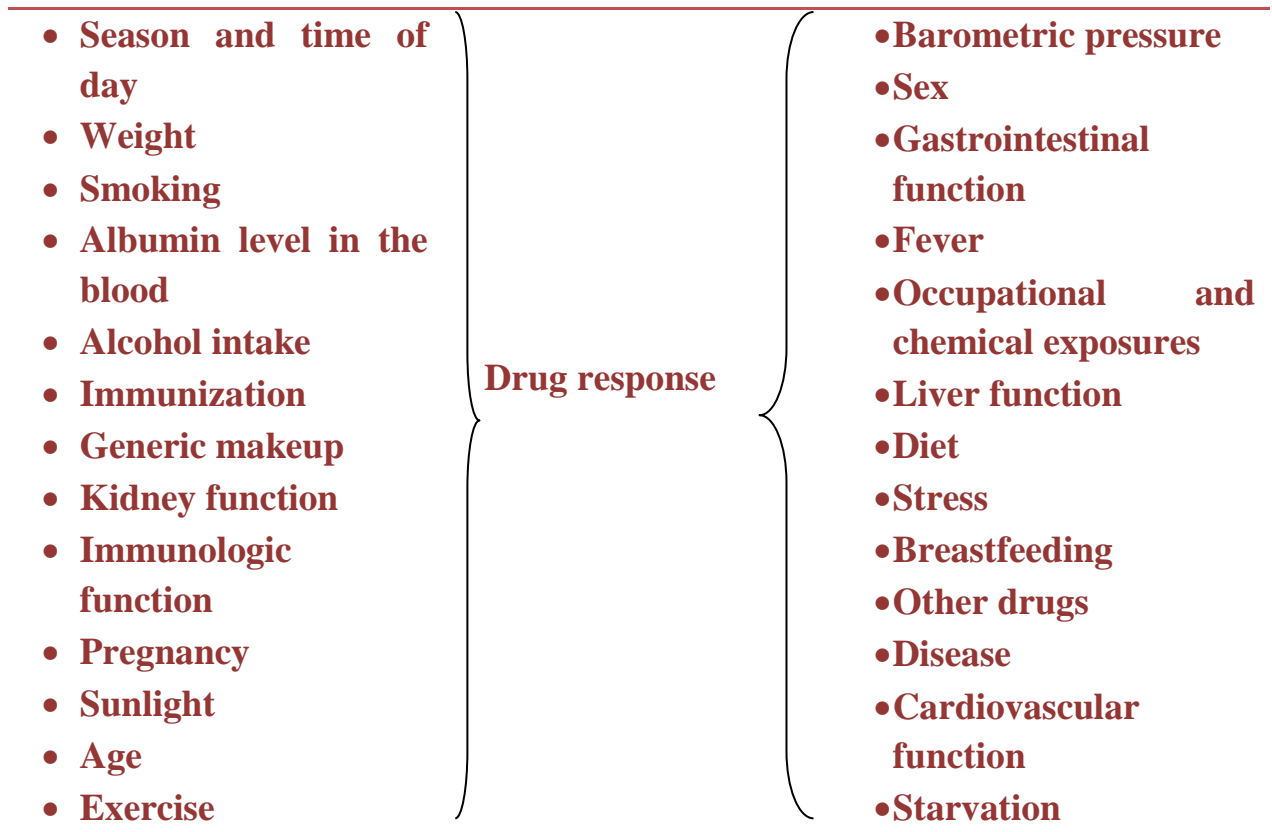 • Season and time of
day
• Weight
• Smoking
• Albumin level in the
blood
• Alcohol intake
• Immunization
• Generic makeup
• Kidney function
• Immunologic
function
• Pregnancy
• Sunlight
• Age
• Exercise
Drug response
•Barometric pressure
•Sex
•Gastrointestinal
function
•Fever
•Occupational and
chemical exposures
•Liver function
•Diet
•Stress
•Breastfeeding
•Other drugs
•Disease
•Cardiovascular
function
•Starvation